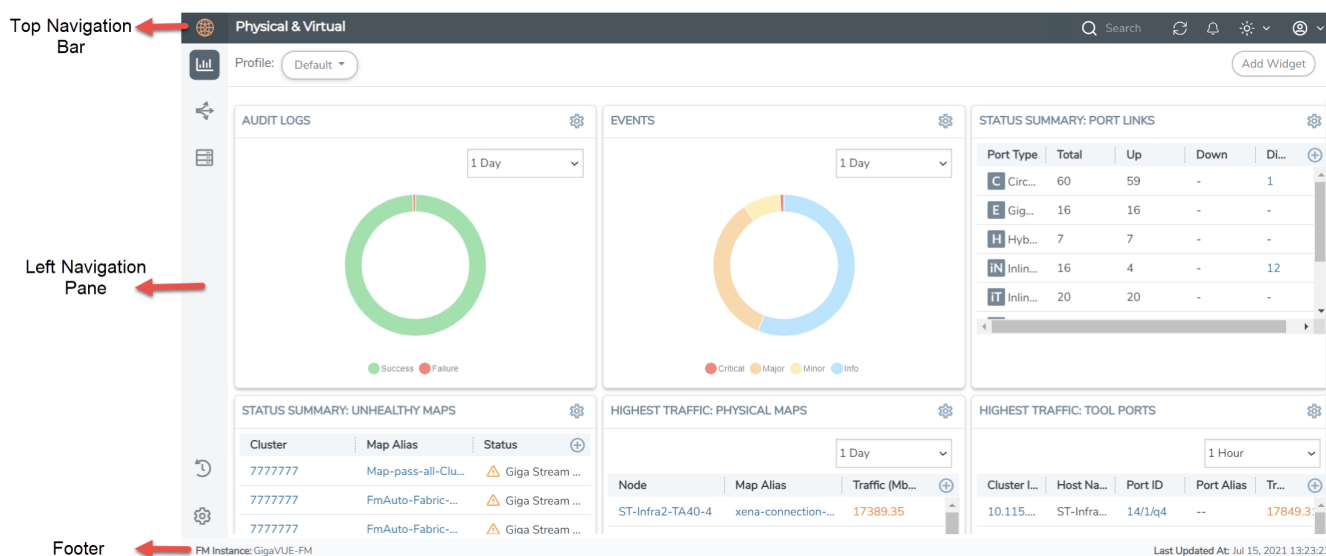 Top Navigation
Bar
Physical & Virtual
Search
Profile:
Default
Add Widget
AUDIT LOGS
1 Day
Success
Failure
EVENTS
1 Day
Critical
Major
Minor
Info
STATUS SUMMARY: PORT LINKS
Port Type Total Up Down Di...
C Circ... 60 59 - 1
E Gig... 16 16 - -
H Hyb... 7 7 - -
iN Inlin... 16 4 - 12
iT Inlin... 20 20 - -
Left Navigation
Pane
STATUS SUMMARY: UNHEALTHY MAPS
Cluster Map Alias Status
7777777 Map-pass-all-Clu... Giga Stream ...
7777777 FmAuto-Fabric-... Giga Stream ...
7777777 FmAuto-Fabric-... Giga Stream ...
HIGHEST TRAFFIC: PHYSICAL MAPS
1 Day
Node Map Alias Traffic (Mb...
ST-Infra2-TA40-4 xena-connection-... 17389.35
HIGHEST TRAFFIC: TOOL PORTS
1 Hour
Cluster I... Host Na... Port ID Port Alias Tr...
10.115.... ST-Infra... 14/1/q4 -- 17849.3
Footer
FM Instance: GigaVUE-FM
Last Updated At: Jul 15, 2021 13:23:2